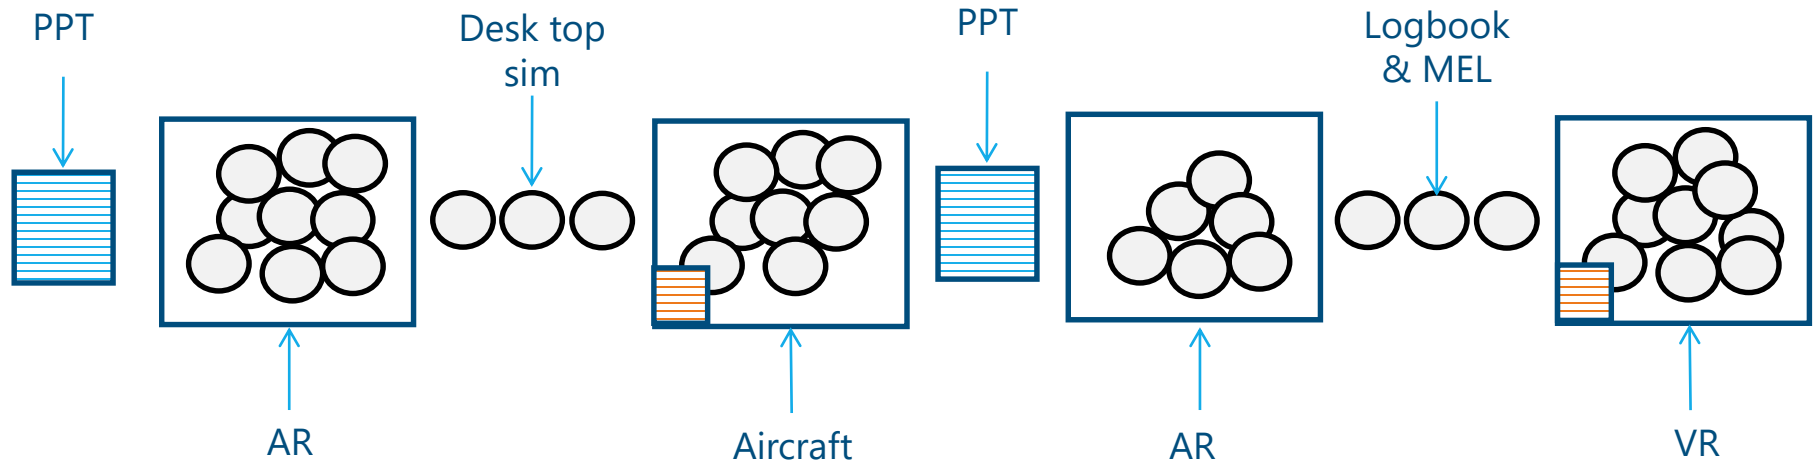 PPT
Desk top
sim
PPT
Logbook
& MEL
AR
Aircraft
AR
VR